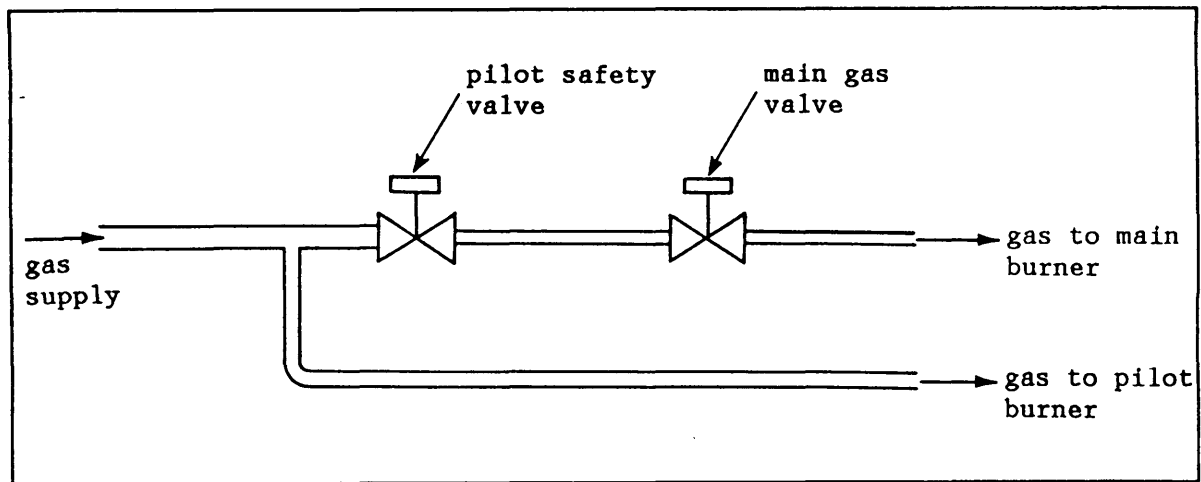 pilot safety
valve
main gas
valve
gas
supply
gas to main
burner
gas to pilot
burner